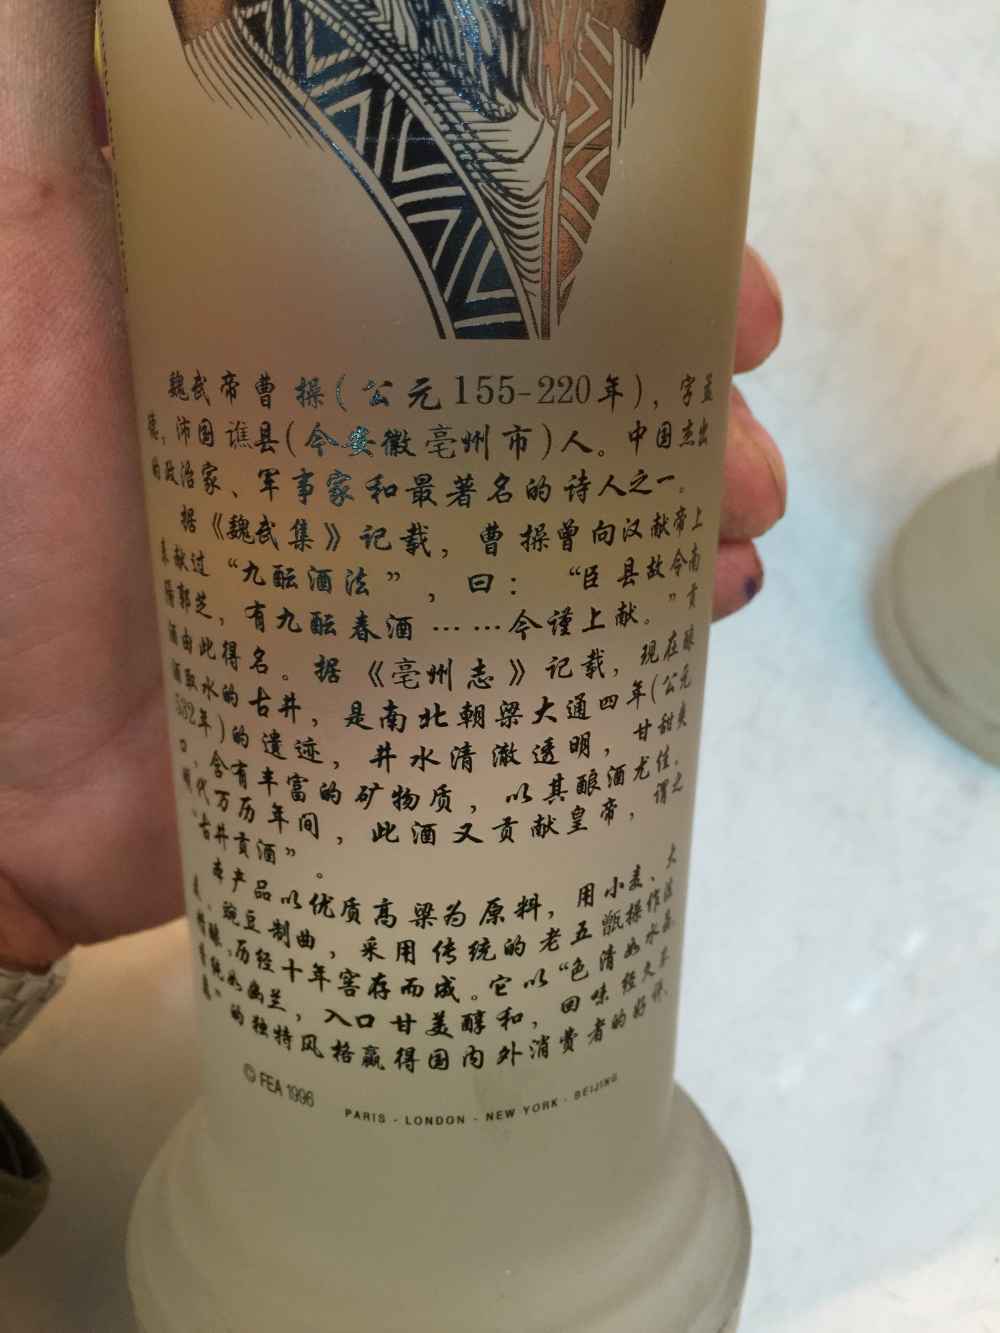 魏武帝曹操(公元155-220年)，字孟
德，沛国谯县(今安徽亳州市)人。中国杰出
的政治家、军事家和最著名的诗人之一。
据《魏武集》记载，曹操曾向汉献帝上
表献过“九酝酒法”，曰：“臣县故令南
阳郭芝，有九酝春酒……今谨上献。”贡
酒由此得名。据《亳州志》记载，现在酿
酒取水的古井，是南北朝梁大通四年(公元
532年)的遗迹，井水清澈透明，甘甜爽
口，含有丰富的矿物质，以其酿酒尤佳。
明代万历年间，此酒又贡献皇帝，谓之
“古井贡酒”。
本产品以优质高粱为原料，用小麦、大
麦、豌豆制曲，采用传统的老五甑操作法
酿，历经十年窖存而成。它以“色清如水晶、
香纯如幽兰，入口甘美醇和，回味经久不
息”的独特风格赢得国内外消费者的好评。
© FEA 1996
PARIS - LONDON - NEW YORK - BEIJING